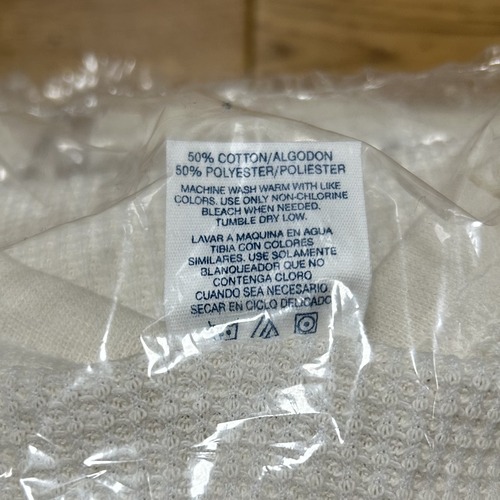 50% COTTON/ALGODON
50% POLYESTER/POLIESTER
MACHINE WASH WARM WITH LIKE
COLORS. USE ONLY NON-CHLORINE
BLEACH WHEN NEEDED.
TUMBLE DRY LOW.
LAVAR A MAQUINA EN AGUA
TIBIA CON COLORES
SIMILARES. USE SOLAMENTE
BLANQUEADOR QUE NO
CONTENGA CLORO
CUANDO SEA NECESARIO
SECAR EN CICLO DELICADO